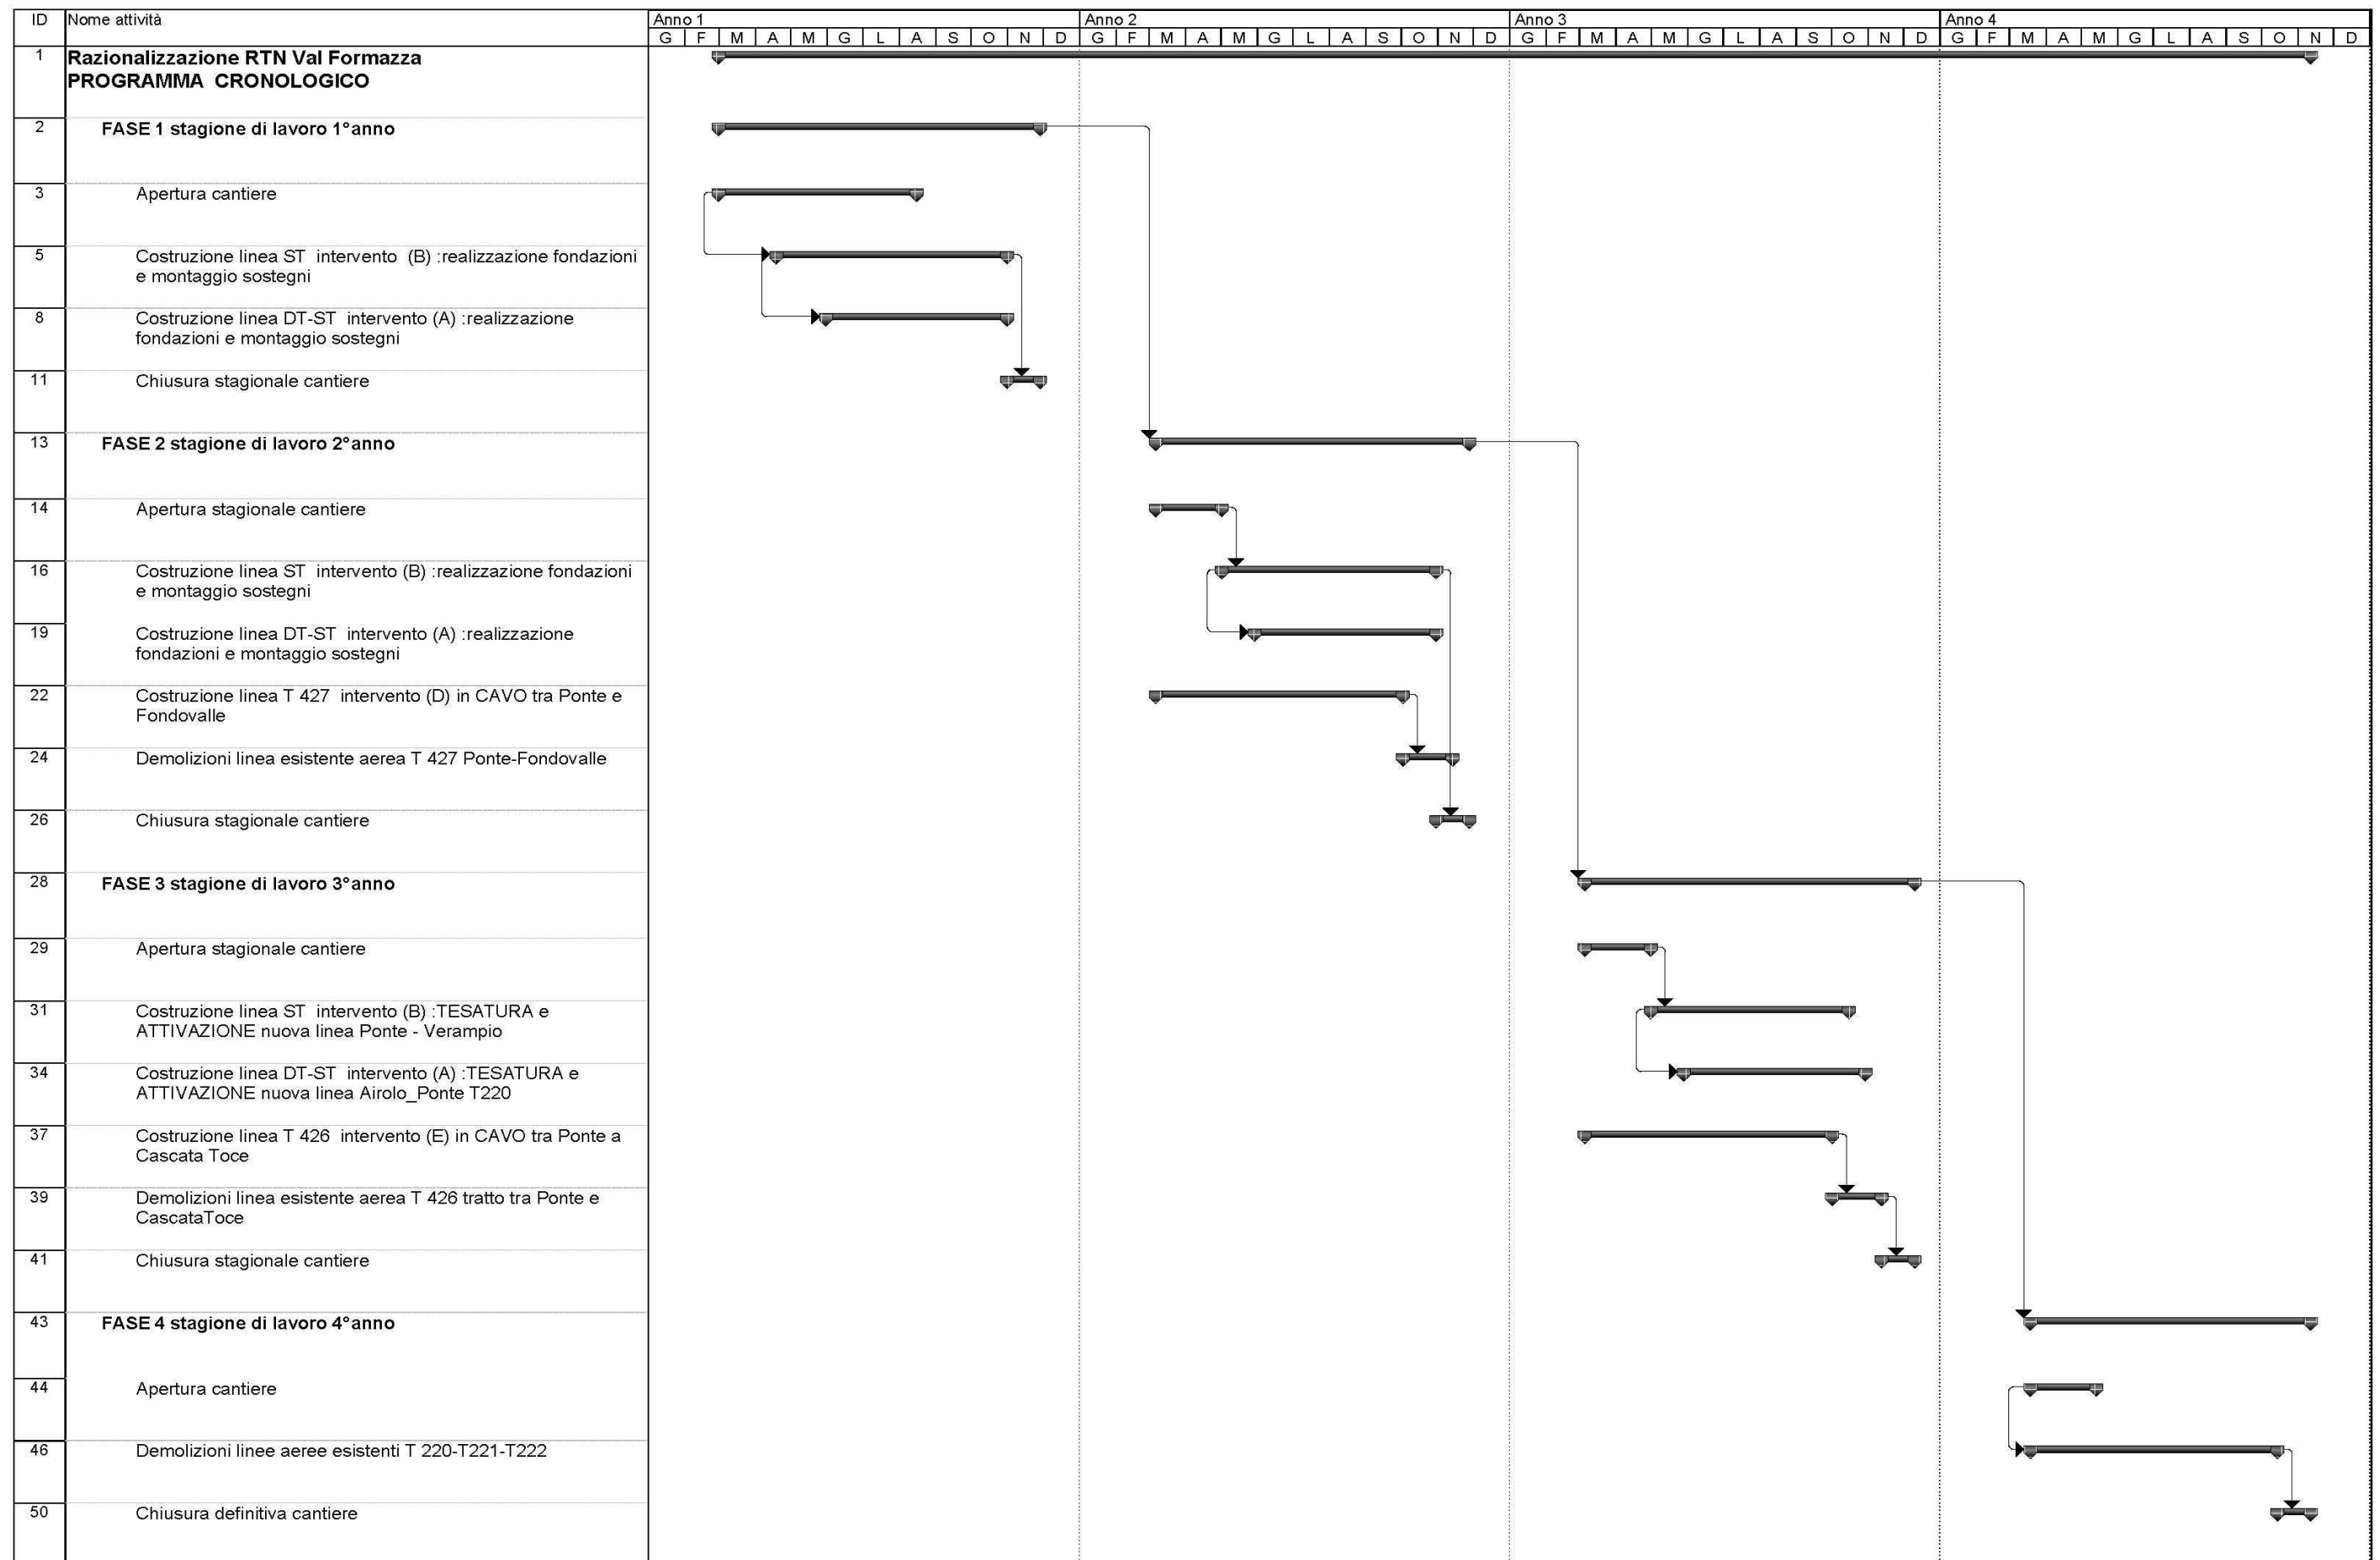 ID Nome attività Anno 1 Anno 2 Anno 3 Anno 4
G F M A M G L A S O N D G F M A M G L A S O N D G F M A M G L A S O N D G F M A M G L A S O N D
1 Razionalizzazione RTN Val Formazza
PROGRAMMA CRONOLOGICO
2 FASE 1 stagione di lavoro 1°anno
3 Apertura cantiere
5 Costruzione linea ST intervento (B) :realizzazione fondazioni
e montaggio sostegni
8 Costruzione linea DT-ST intervento (A) :realizzazione
fondazioni e montaggio sostegni
11 Chiusura stagionale cantiere
13 FASE 2 stagione di lavoro 2°anno
14 Apertura stagionale cantiere
16 Costruzione linea ST intervento (B) :realizzazione fondazioni
e montaggio sostegni
19 Costruzione linea DT-ST intervento (A) :realizzazione
fondazioni e montaggio sostegni
22 Costruzione linea T 427 intervento (D) in CAVO tra Ponte e
Fondovalle
24 Demolizioni linea esistente aerea T 427 Ponte-Fondovalle
26 Chiusura stagionale cantiere
28 FASE 3 stagione di lavoro 3°anno
29 Apertura stagionale cantiere
31 Costruzione linea ST intervento (B) :TESATURA e
ATTIVAZIONE nuova linea Ponte - Verampio
34 Costruzione linea DT-ST intervento (A) :TESATURA e
ATTIVAZIONE nuova linea Airolo_Ponte T220
37 Costruzione linea T 426 intervento (E) in CAVO tra Ponte a
Cascata Toce
39 Demolizioni linea esistente aerea T 426 tratto tra Ponte e
CascataToce
41 Chiusura stagionale cantiere
43 FASE 4 stagione di lavoro 4°anno
44 Apertura cantiere
46 Demolizioni linee aeree esistenti T 220-T221-T222
50 Chiusura definitiva cantiere